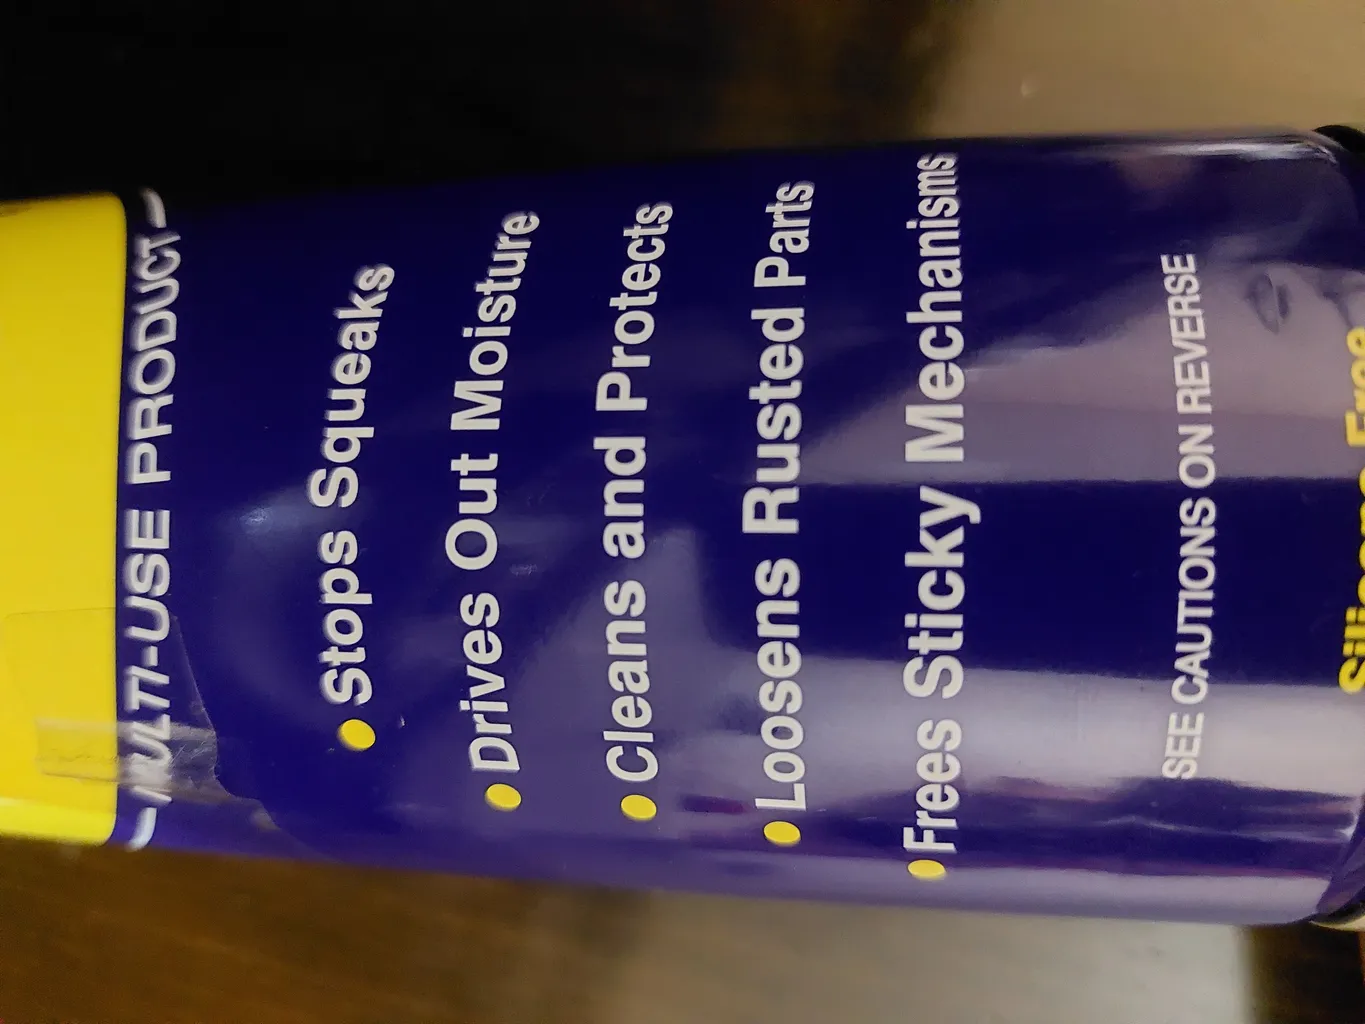 MULTI-USE PRODUCT
Stops Squeaks
Drives Out Moisture
Cleans and Protects
Loosens Rusted Parts
Frees Sticky Mechanisms
SEE CAUTIONS ON REVERSE
Free